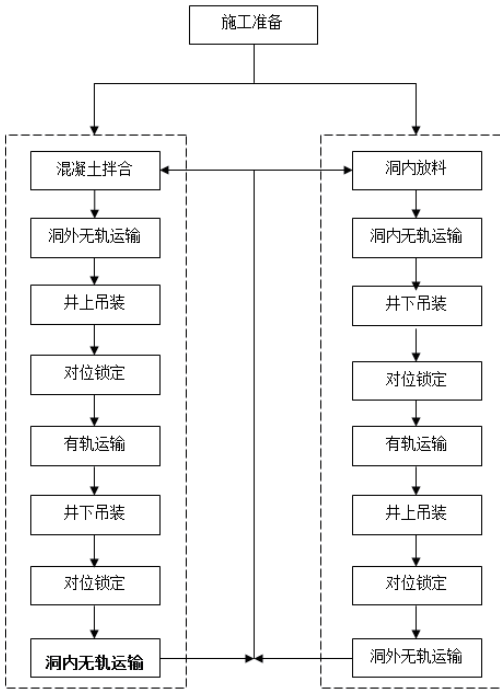 施工准备
混凝土拌合
洞外无轨运输
井上吊装
对位锁定
有轨运输
井下吊装
对位锁定
洞内无轨运输
洞内放料
洞内无轨运输
井下吊装
对位锁定
有轨运输
井上吊装
对位锁定
洞外无轨运输